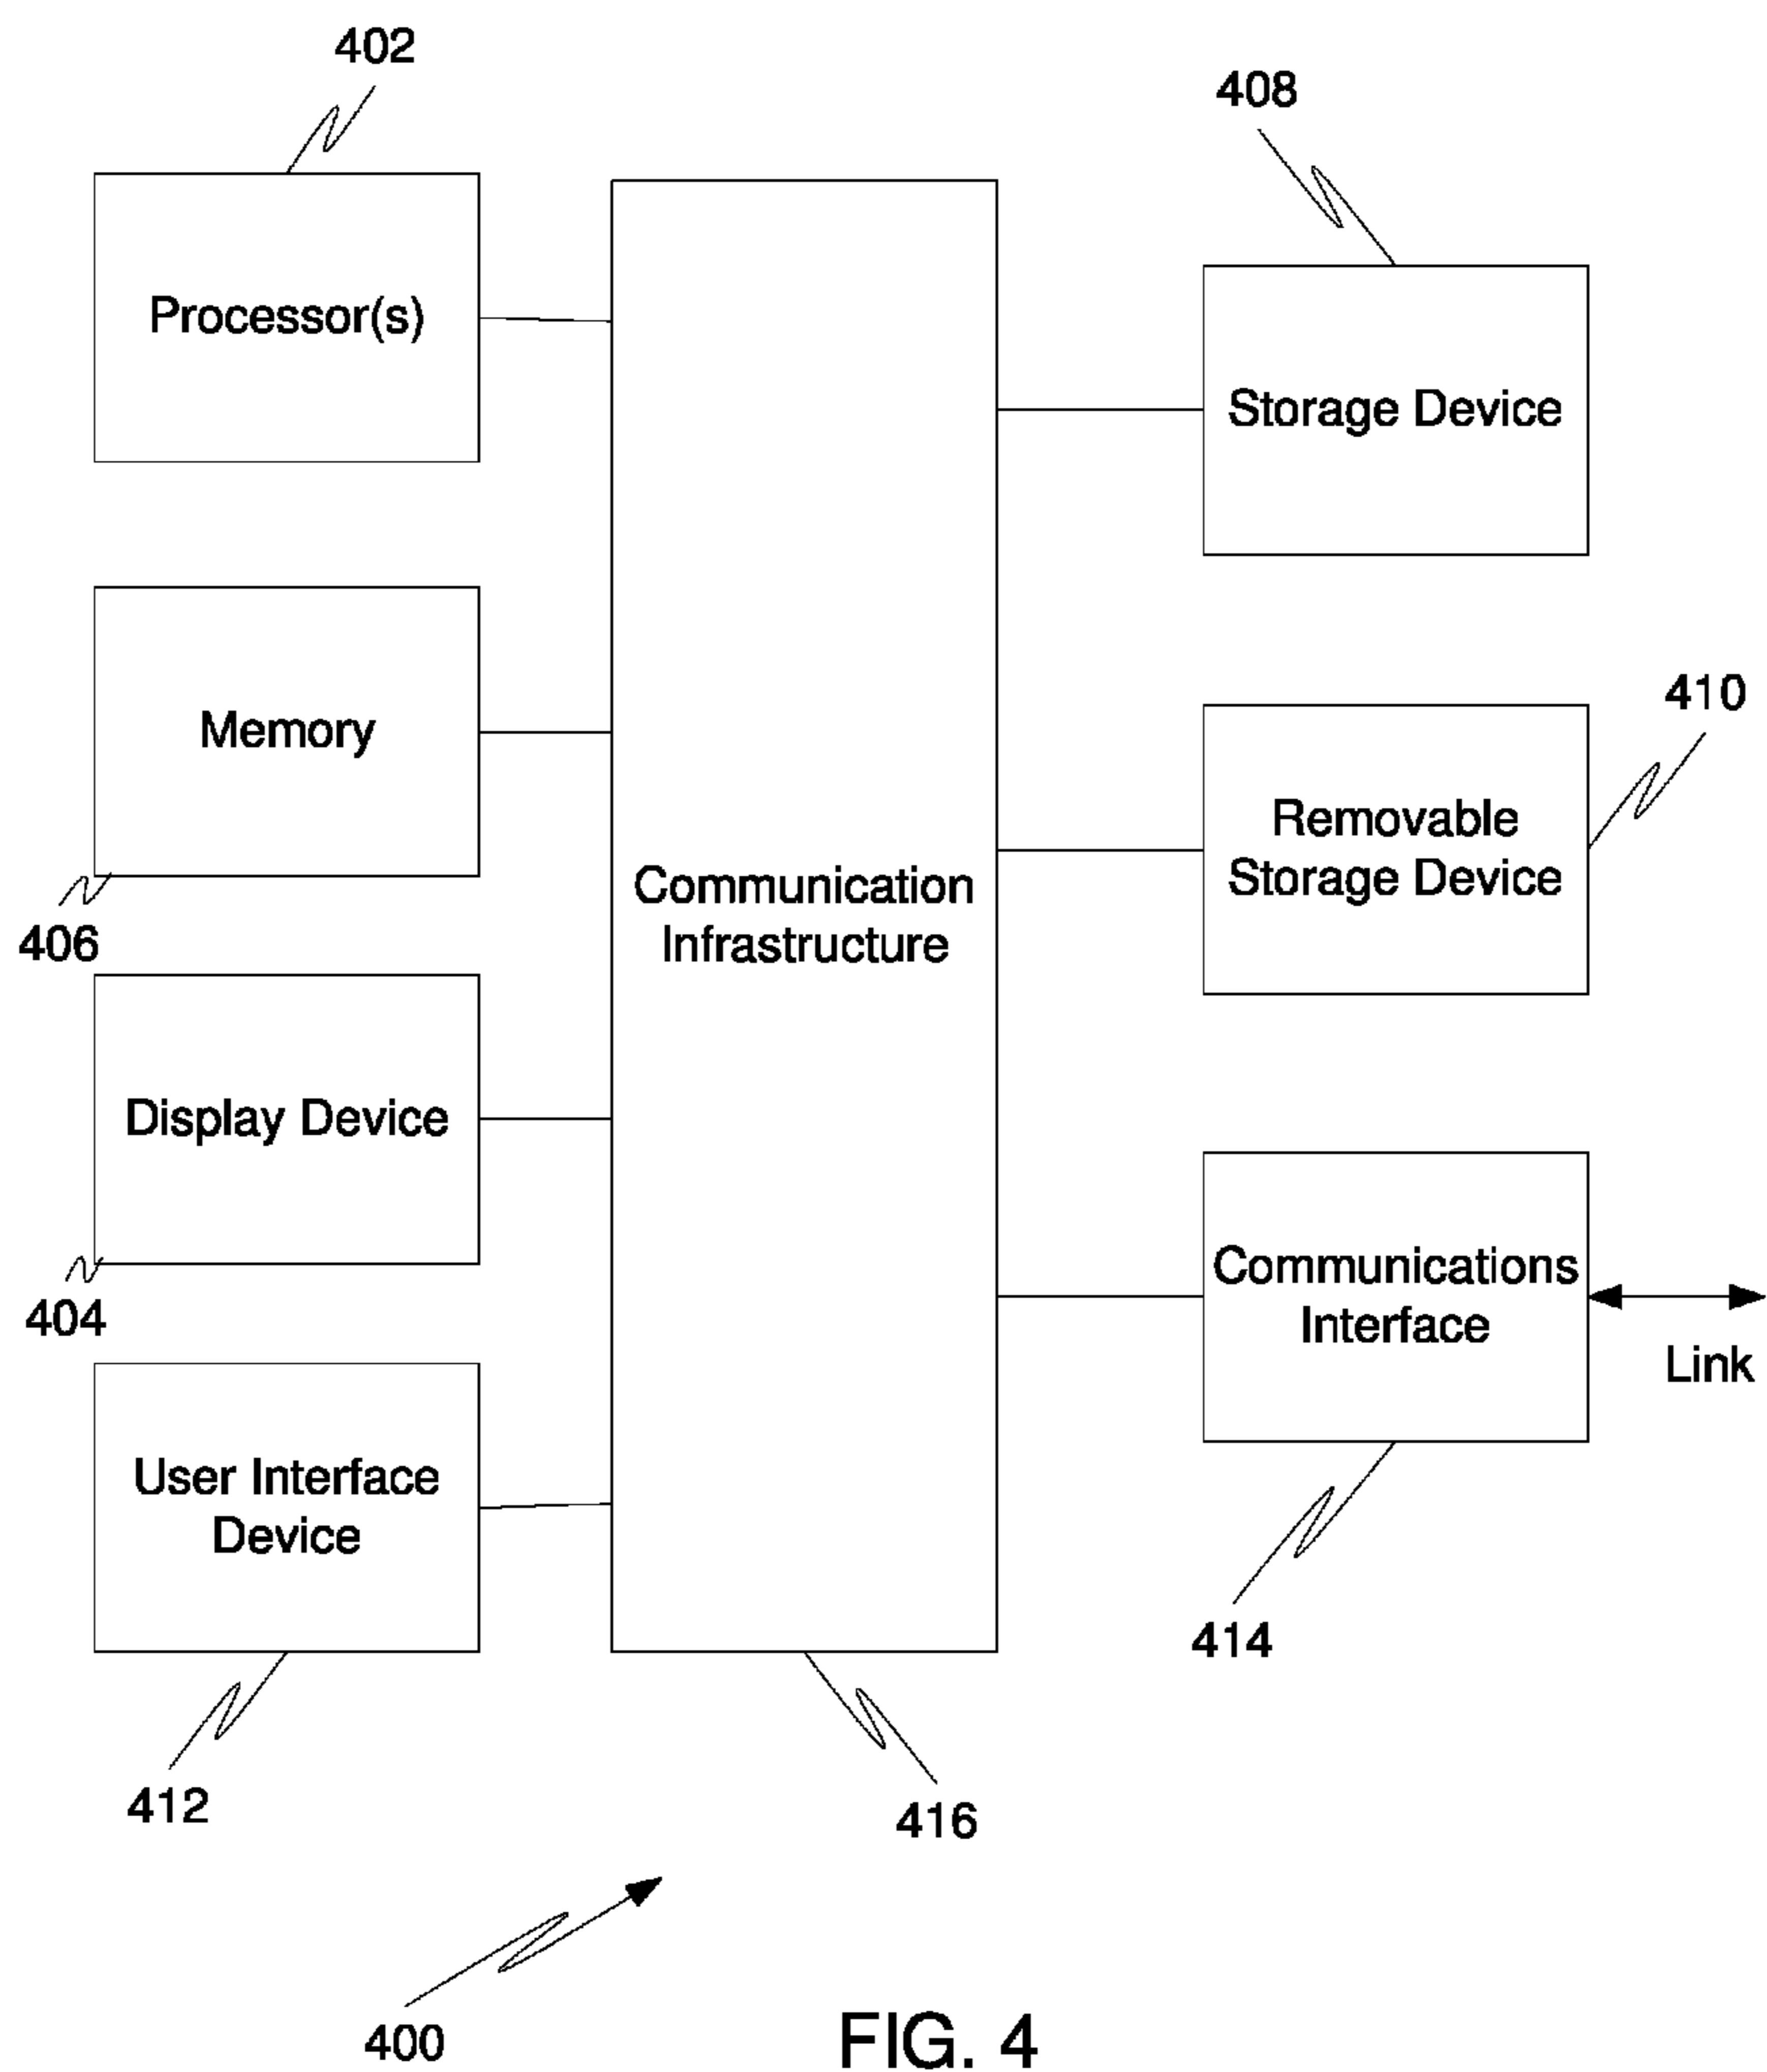 402
408
Processor(s)
Storage Device
410
Memory
Removable
Storage Device
Communication
Infrastructure
406
Display Device
Communications
Interface
Link
404
User Interface
Device
414
412
416
400
FIG. 4